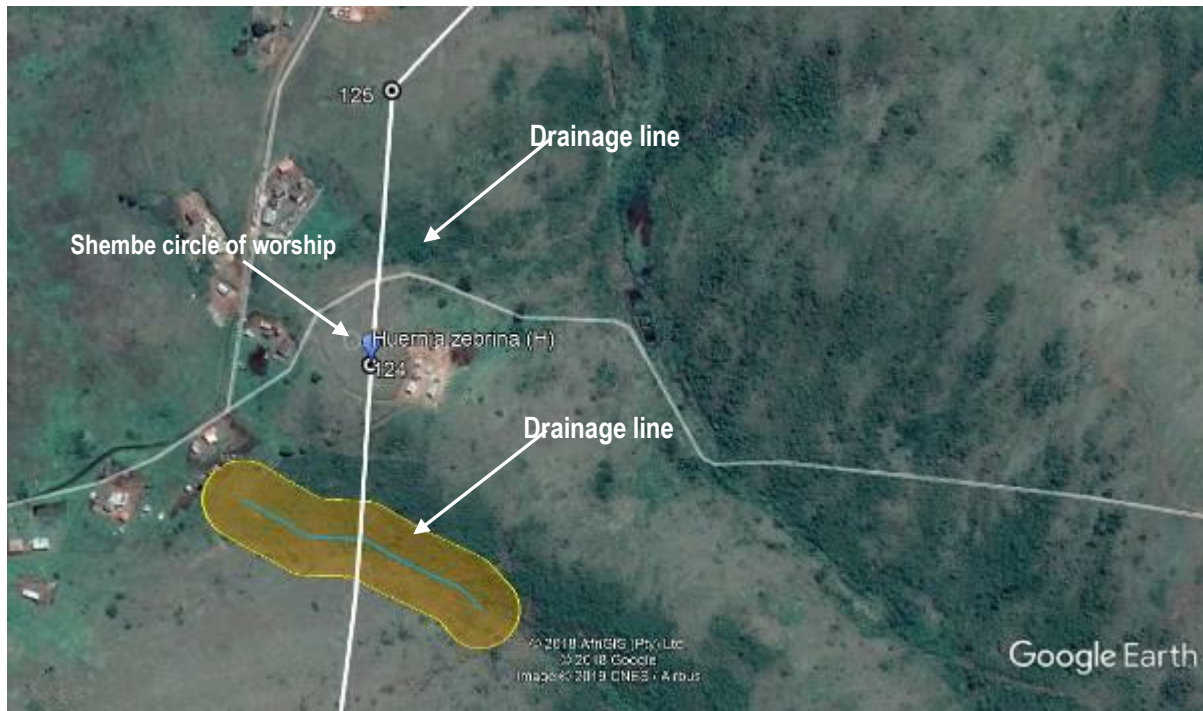 125
Drainage line
Shembe circle of worship
Huernia zebrina (H)
124
Drainage line
© 2018 AfriGIS (Pty) Ltd
© 2018 Google
Image © 2019 CNES / Airbus
Google Earth